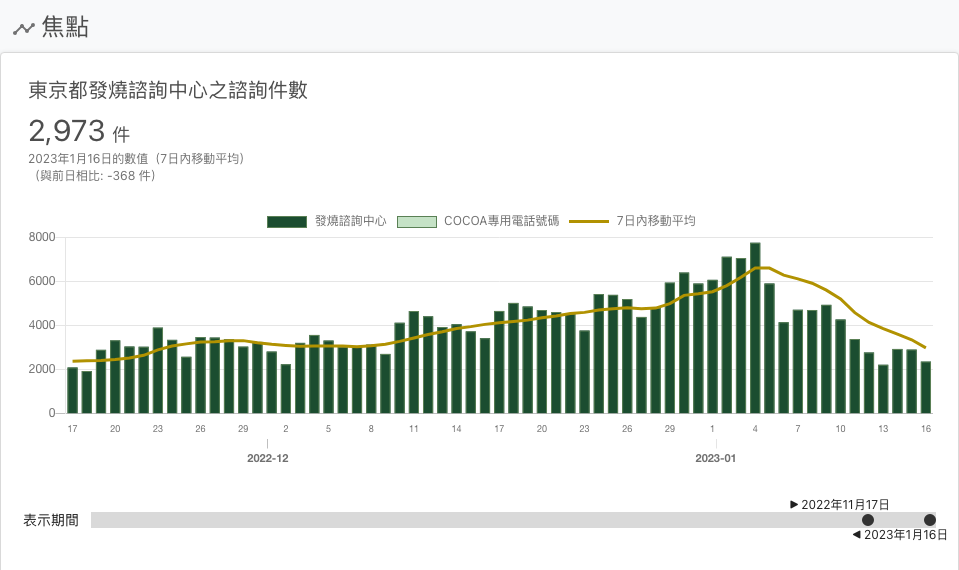 焦點
東京都發燒諮詢中心之諮詢件數
2,973 件
2023年1月16日的數值（7日內移動平均）
（與前日相比: -368 件）
發燒諮詢中心 COCOA專用電話號碼 7日內移動平均
8000
6000
4000
2000
0
17 20 23 26 29 2 5 8 11 14 17 20 23 26 29 1 4 7 10 13 16
2022-12 2023-01
► 2022年11月17日
表示期間
◄ 2023年1月16日